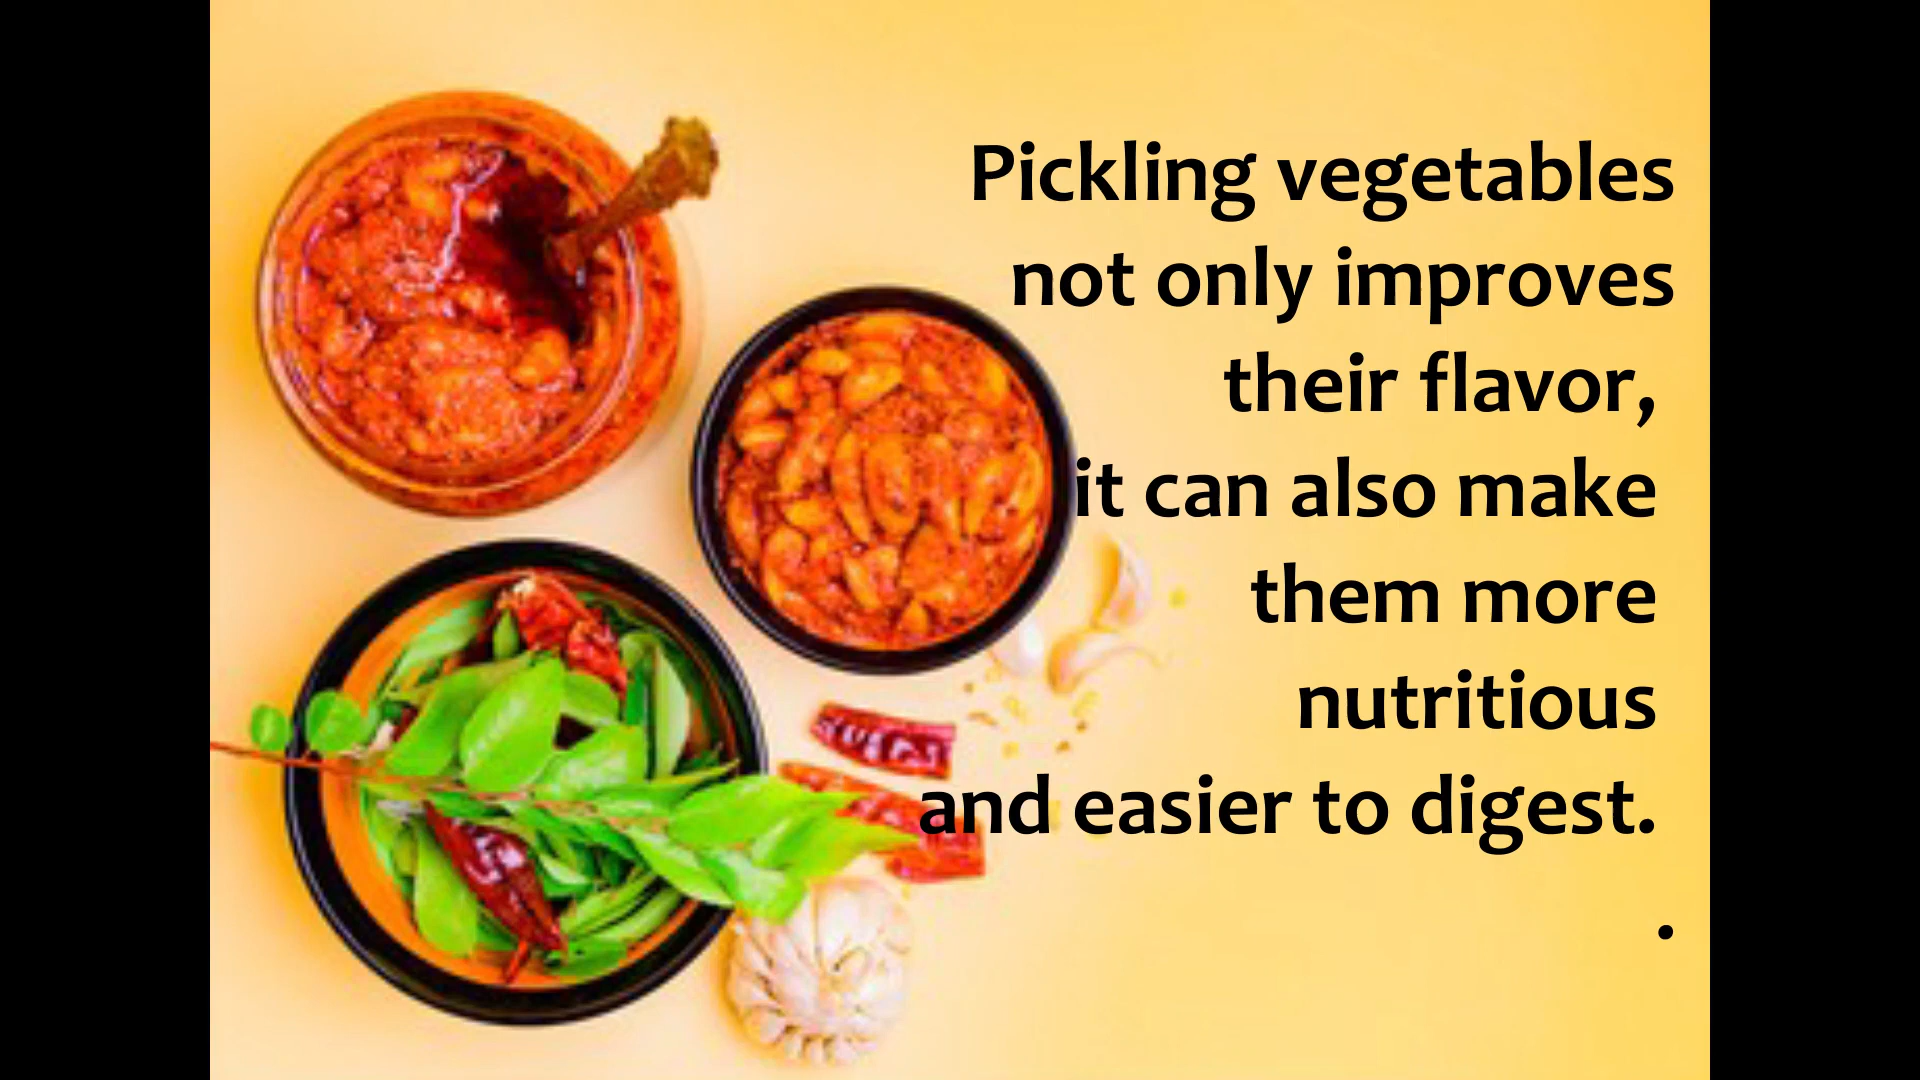 Pickling vegetables
not only improves
their flavor,
it can also make
them more
nutritious
and easier to digest.
.